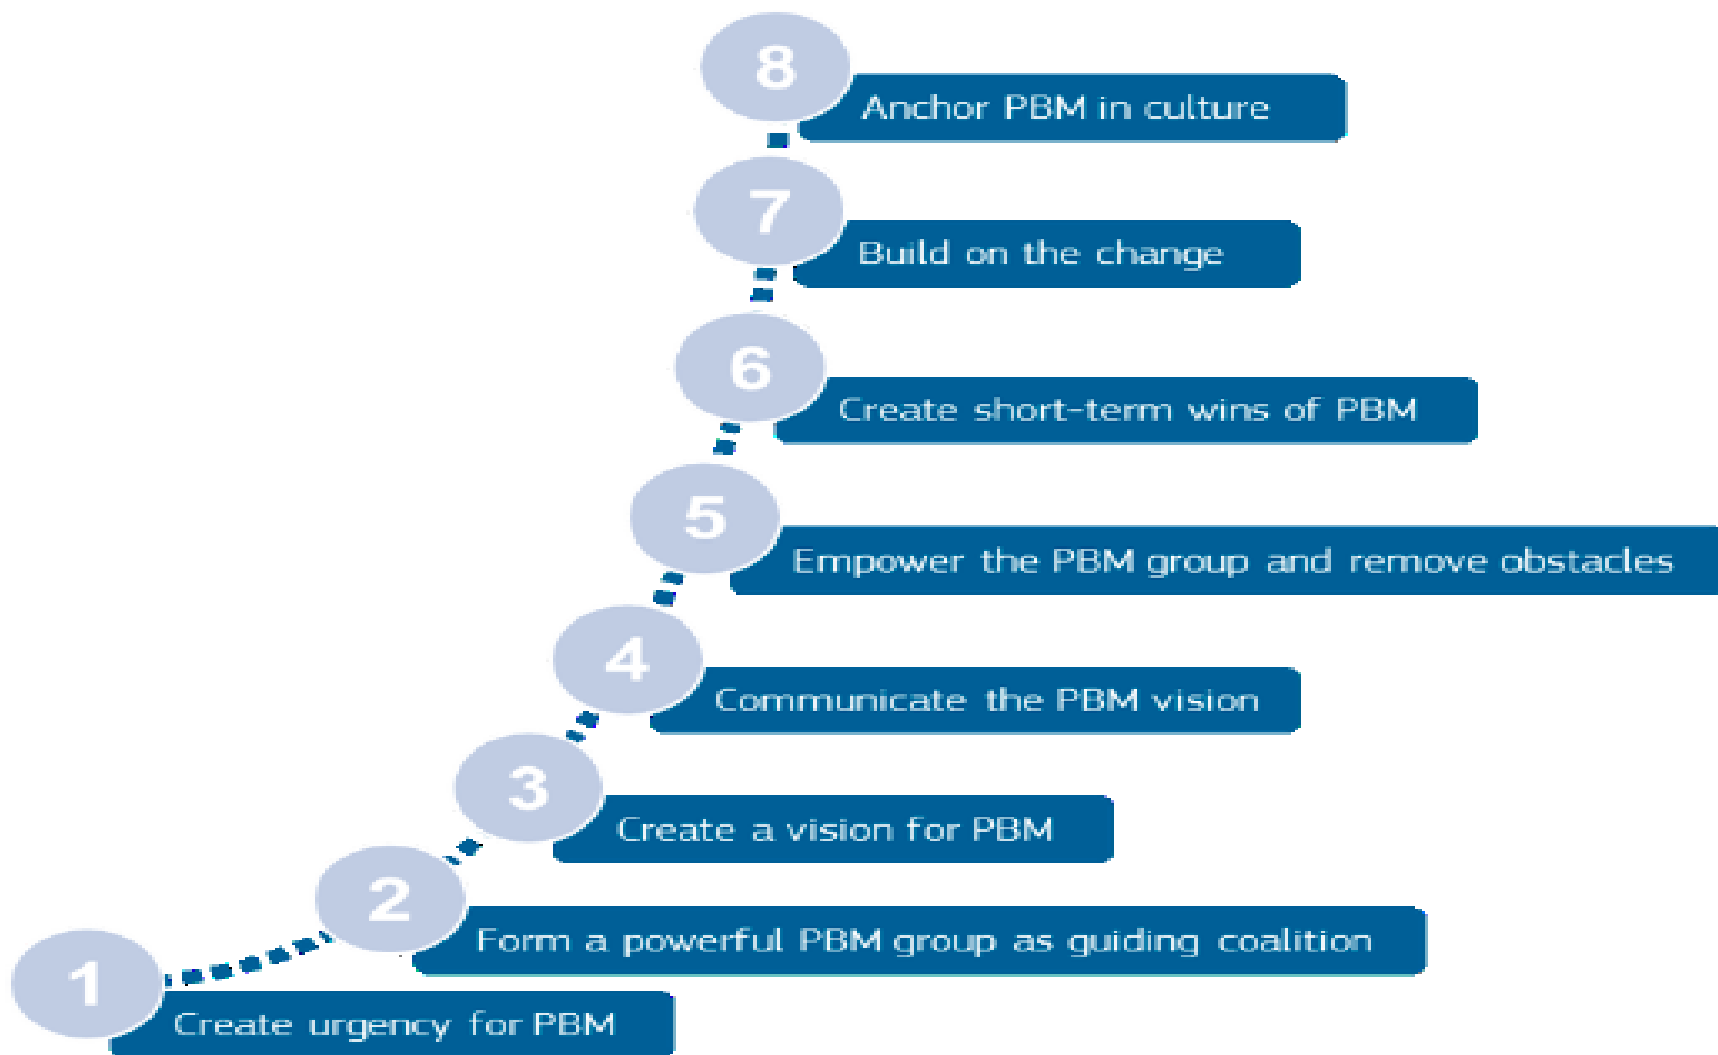 8
Anchor PBM in culture
7
Build on the change
6
Create short-term wins of PBM
5
Empower the PBM group and remove obstacles
4
Communicate the PBM vision
3
Create a vision for PBM
2
Form a powerful PBM group as guiding coalition
1
Create urgency for PBM